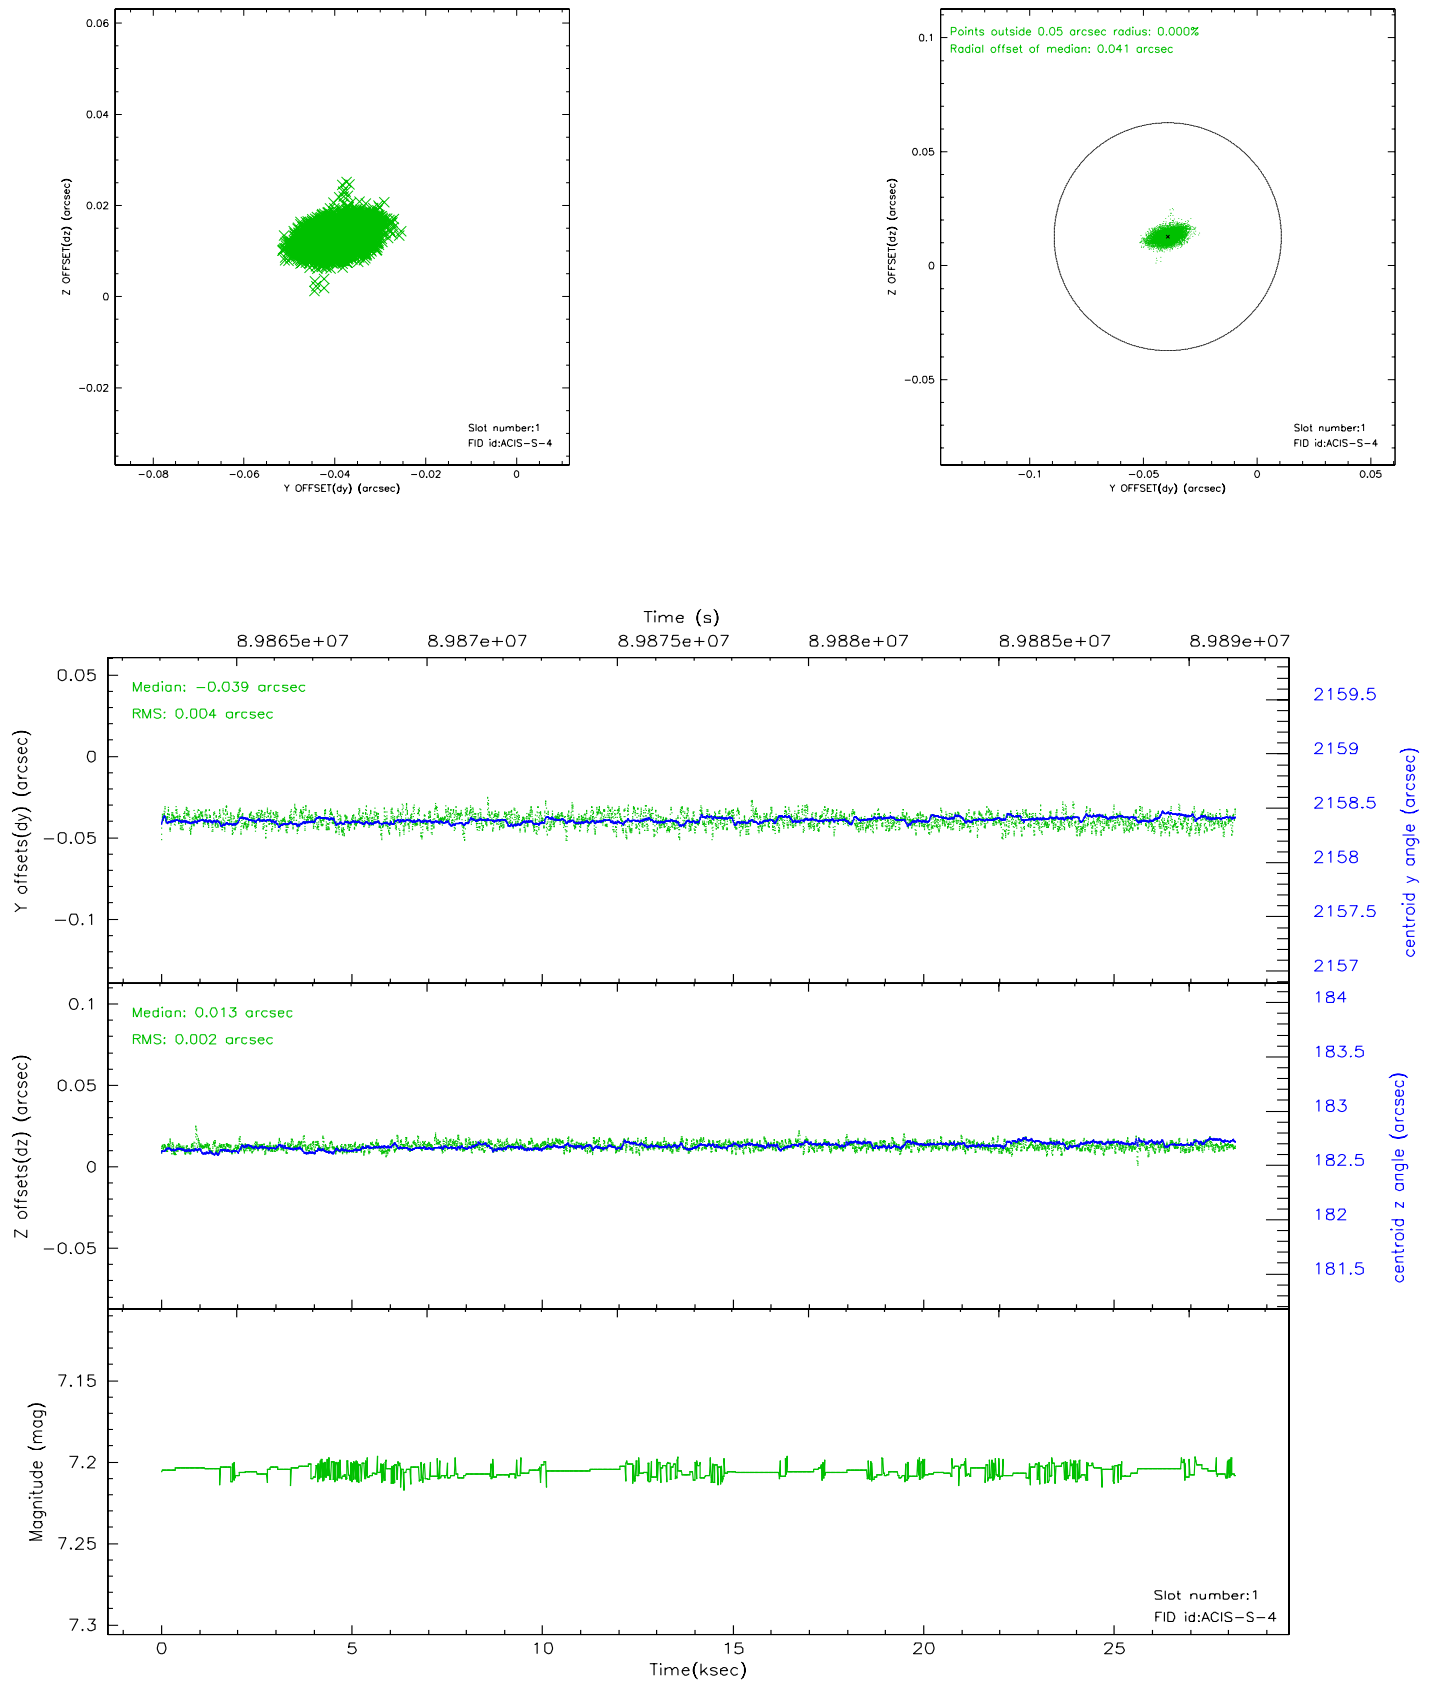 0.06
0.04
0.02
0
−0.02
Z OFFSET(dz) (arcsec)
Slot number:1
FID id:ACIS−S−4
−0.08 −0.06 −0.04 −0.02 0
Y OFFSET(dy) (arcsec)
Points outside 0.05 arcsec radius: 0.000%
Radial offset of median: 0.041 arcsec
0.1
0.05
0
−0.05
Z OFFSET(dz) (arcsec)
Slot number:1
FID id:ACIS−S−4
−0.1 −0.05 0 0.05
Y OFFSET(dy) (arcsec)
Time (s)
8.9865e+07 8.987e+07 8.9875e+07 8.988e+07 8.9885e+07 8.989e+07
Median: −0.039 arcsec
RMS: 0.004 arcsec
0.05
0
−0.05
−0.1
Y offsets(dy) (arcsec)
2159.5
2159
2158.5
2158
2157.5
2157
centroid y angle (arcsec)
Median: 0.013 arcsec
RMS: 0.002 arcsec
0.1
0.05
0
−0.05
Z offsets(dz) (arcsec)
184
183.5
183
182.5
182
181.5
centroid z angle (arcsec)
7.15
7.2
7.25
7.3
Magnitude (mag)
Slot number:1
FID id:ACIS−S−4
0 5 10 15 20 25
Time(ksec)